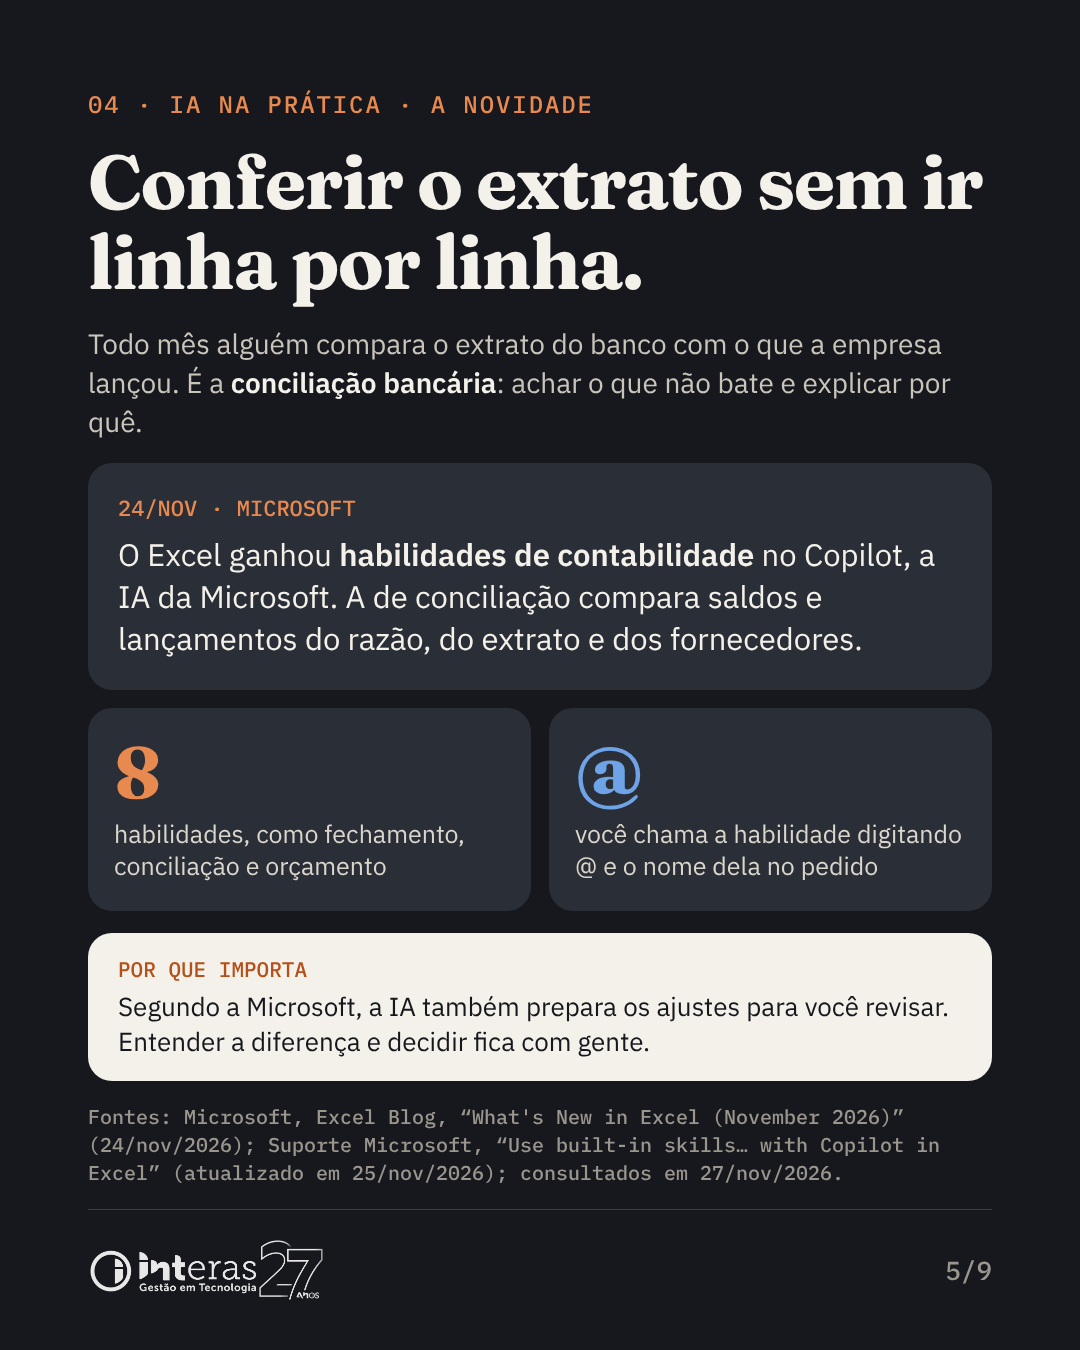 04 · IA NA PRÁTICA · A NOVIDADE
Conferir o extrato sem ir
linha por linha.
Todo mês alguém compara o extrato do banco com o que a empresa
lançou. É a conciliação bancária: achar o que não bate e explicar por
quê.
24/NOV · MICROSOFT
O Excel ganhou habilidades de contabilidade no Copilot, a
IA da Microsoft. A de conciliação compara saldos e
lançamentos do razão, do extrato e dos fornecedores.
8
habilidades, como fechamento,
conciliação e orçamento
@
você chama a habilidade digitando
@ e o nome dela no pedido
POR QUE IMPORTA
Segundo a Microsoft, a IA também prepara os ajustes para você revisar.
Entender a diferença e decidir fica com gente.
Fontes: Microsoft, Excel Blog, “What's New in Excel (November 2026)”
(24/nov/2026); Suporte Microsoft, “Use built-in skills… with Copilot in
Excel” (atualizado em 25/nov/2026); consultados em 27/nov/2026.
interas 27
Gestão em Tecnologia
ANOS
5/9